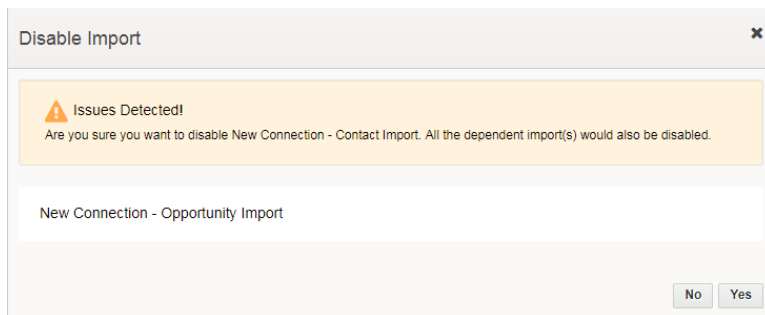 Disable Import
Issues Detected!
Are you sure you want to disable New Connection - Contact Import. All the dependent import(s) would also be disabled.
New Connection - Opportunity Import
No Yes